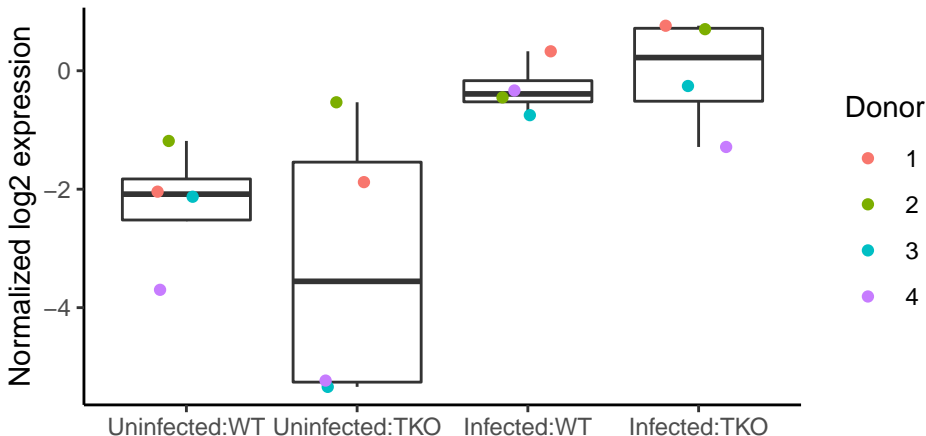 Normalized log2 expression
0
−2
−4
Uninfected:WT
Uninfected:TKO
Infected:WT
Infected:TKO
Donor
1
2
3
4